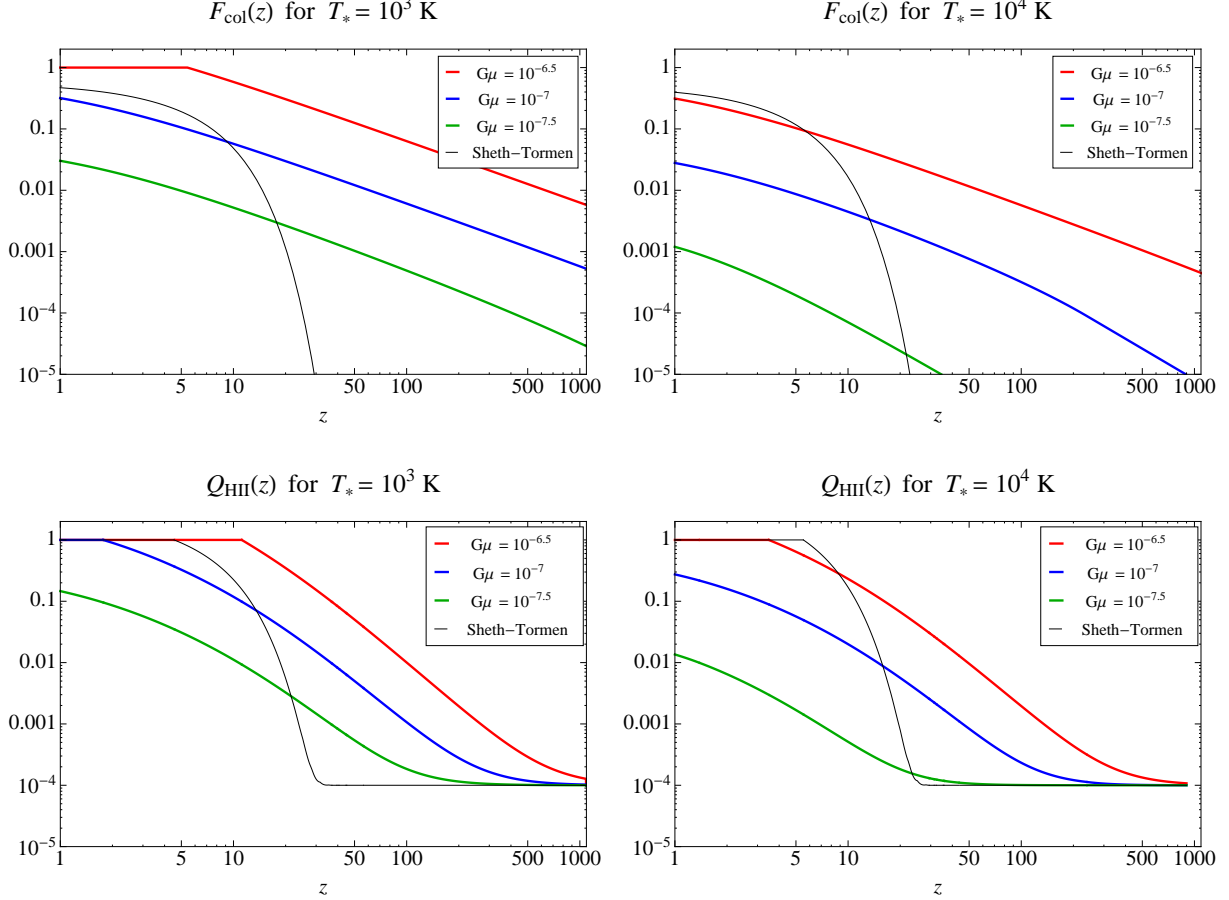 F_col(z) for T_* = 10^3 K
1
0.1
0.01
0.001
10^-4
10^-5
1 5 10 50 100 500 1000
z
Gμ = 10^-6.5
Gμ = 10^-7
Gμ = 10^-7.5
Sheth-Tormen
F_col(z) for T_* = 10^4 K
1
0.1
0.01
0.001
10^-4
10^-5
1 5 10 50 100 500 1000
z
Gμ = 10^-6.5
Gμ = 10^-7
Gμ = 10^-7.5
Sheth-Tormen
Q_HII(z) for T_* = 10^3 K
1
0.1
0.01
0.001
10^-4
10^-5
1 5 10 50 100 500 1000
z
Gμ = 10^-6.5
Gμ = 10^-7
Gμ = 10^-7.5
Sheth-Tormen
Q_HII(z) for T_* = 10^4 K
1
0.1
0.01
0.001
10^-4
10^-5
1 5 10 50 100 500 1000
z
Gμ = 10^-6.5
Gμ = 10^-7
Gμ = 10^-7.5
Sheth-Tormen